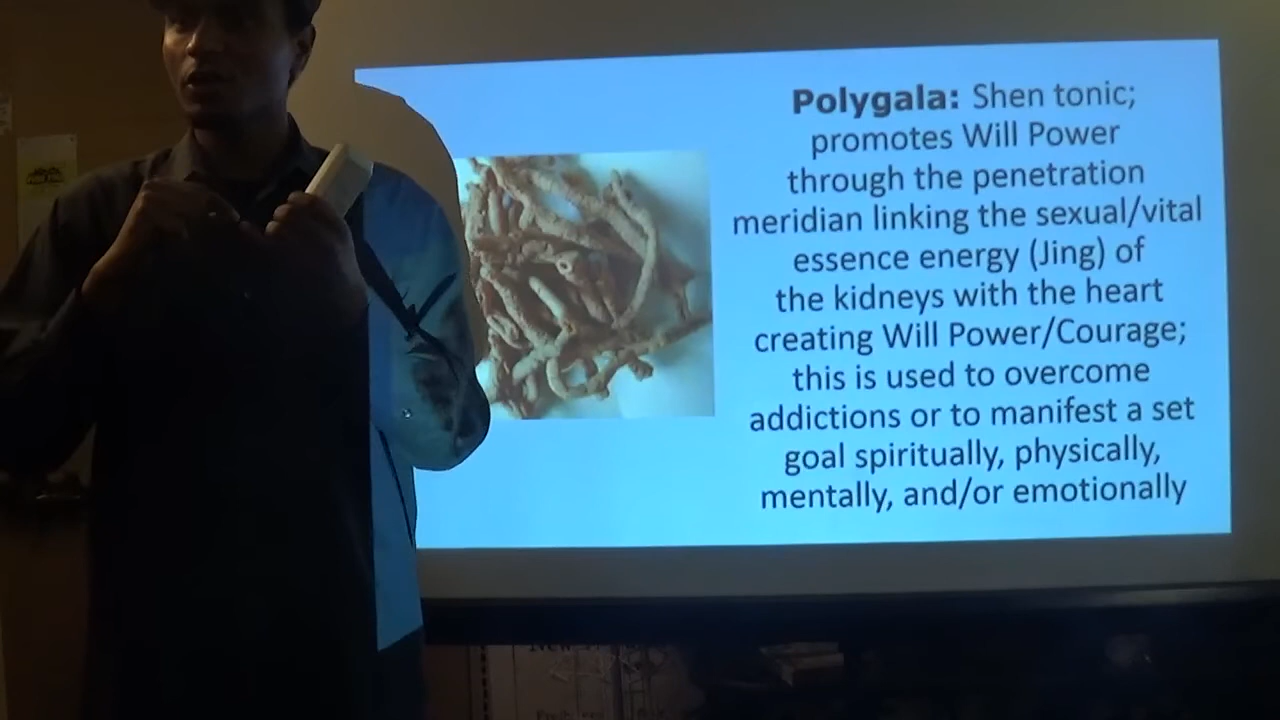 Polygala: Shen tonic;
promotes Will Power
through the penetration
meridian linking the sexual/vital
essence energy (Jing) of
the kidneys with the heart
creating Will Power/Courage;
this is used to overcome
addictions or to manifest a set
goal spiritually, physically,
mentally, and/or emotionally